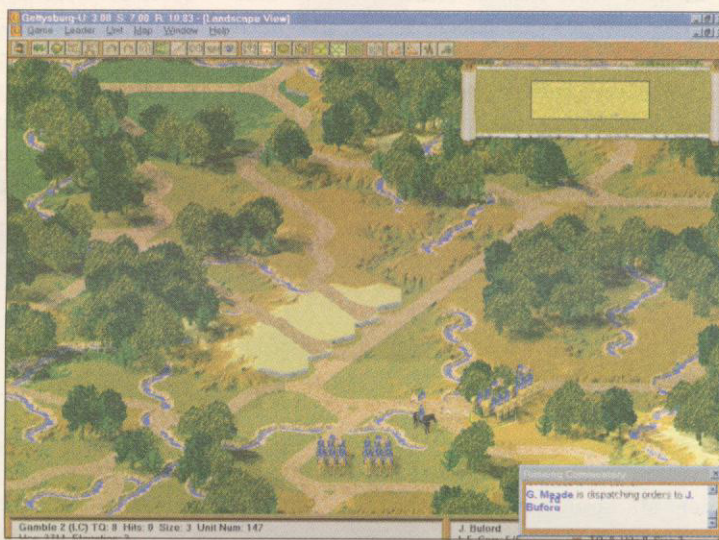 Gettysburg-U: 3.00 S: 7.00 R: 10.83 - [Landscape View]
Game Leader Unit Map Window Help
Commentary
G. Meade is dispatching orders to J.
Buford
Gamble 2 (LC) TQ: 8 Hits: 0 Size: 3 Unit Num: 147
J. Buford